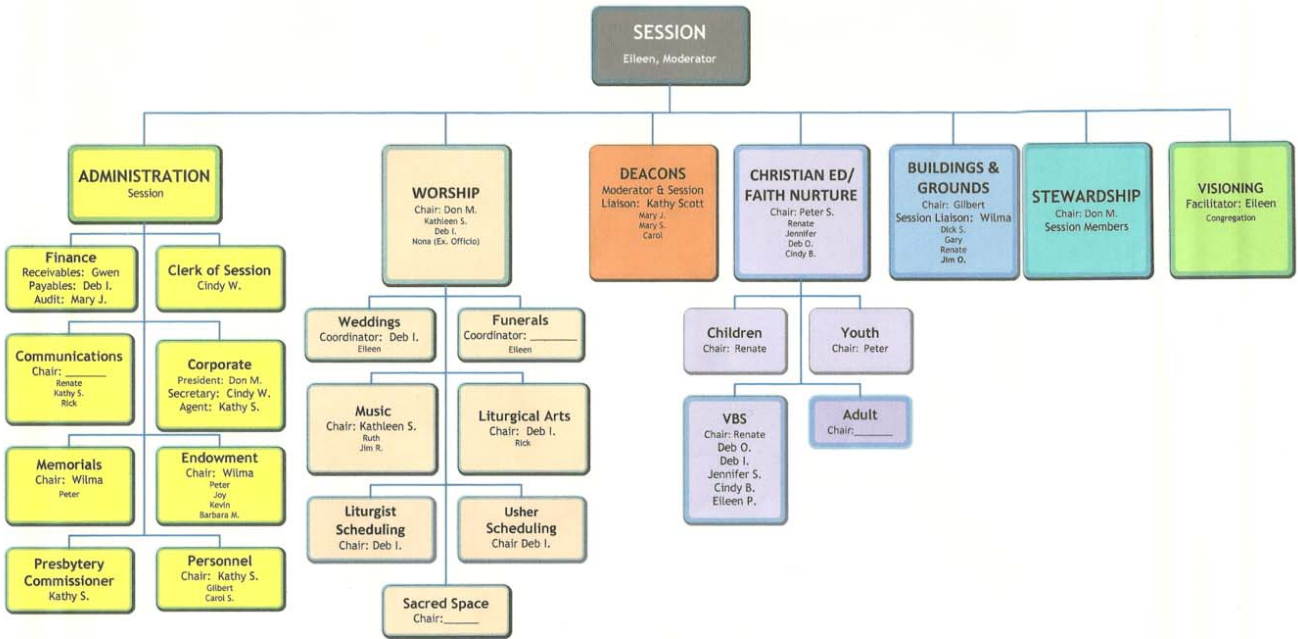 SESSION
Eileen, Moderator
ADMINISTRATION
Session
Finance
Receivables: Gwen
Payables: Deb I.
Audit: Mary J.
Clerk of Session
Cindy W.
Communications
Chair: ______
Renate
Kathy S.
Rick
Corporate
President: Don M.
Secretary: Cindy W.
Agent: Kathy S.
Memorials
Chair: Wilma
Peter
Endowment
Chair: Wilma
Peter
Joy
Kevin
Barbara M.
Presbytery
Commissioner
Kathy S.
Personnel
Chair: Kathy S.
Gilbert
Carol S.
WORSHIP
Chair: Don M.
Kathleen S.
Deb I.
Nona (Ex. Officio)
Weddings
Coordinator: Deb I.
Eileen
Funerals
Coordinator: _______
Eileen
Music
Chair: Kathleen S.
Ruth
Jim R.
Liturgical Arts
Chair: Deb I.
Rick
Liturgist
Scheduling
Chair: Deb I.
Usher
Scheduling
Chair Deb I.
Sacred Space
Chair:______
DEACONS
Moderator & Session
Liaison: Kathy Scott
Mary J.
Mary S.
Carol
CHRISTIAN ED/
FAITH NURTURE
Chair: Peter S.
Renate
Jennifer
Deb O.
Cindy B.
Children
Chair: Renate
Youth
Chair: Peter
VBS
Chair: Renate
Deb O.
Deb I.
Jennifer S.
Cindy B.
Eileen P.
Adult
Chair:______
BUILDINGS &
GROUNDS
Chair: Gilbert
Session Liaison: Wilma
Dick S.
Gary
Renate
Jim O.
STEWARDSHIP
Chair: Don M.
Session Members
VISIONING
Facilitator: Eileen
Congregation